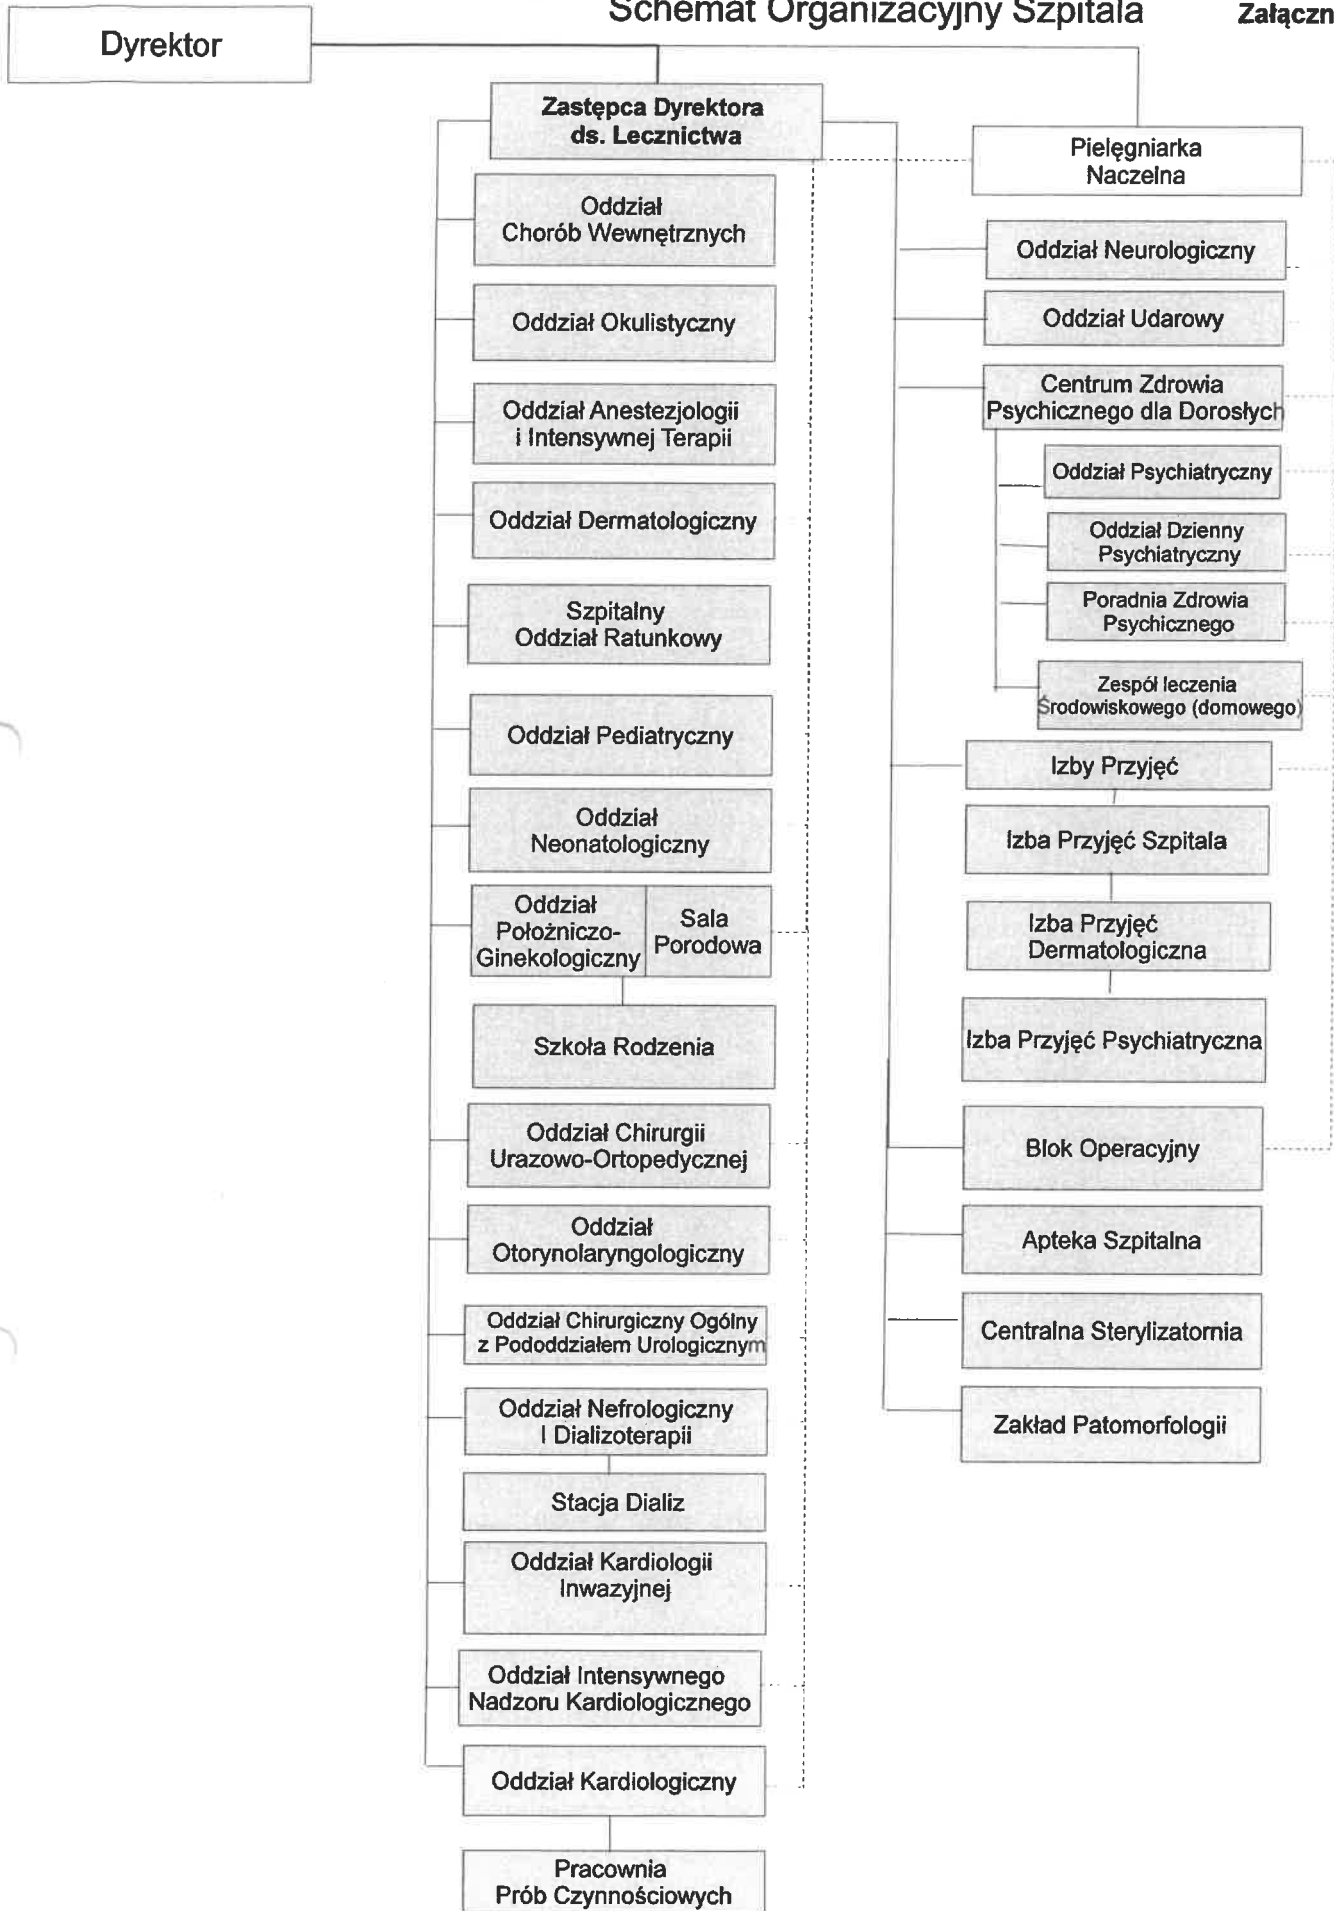 Schemat Organizacyjny Szpitala
Załączn
Dyrektor
Zastępca Dyrektora
ds. Lecznictwa
Pielęgniarka
Naczelna
Oddział
Chorób Wewnętrznych
Oddział Okulistyczny
Oddział Anestezjologii
i Intensywnej Terapii
Oddział Dermatologiczny
Szpitalny
Oddział Ratunkowy
Oddział Pediatryczny
Oddział
Neonatologiczny
Oddział
Położniczo-
Ginekologiczny
Sala
Porodowa
Szkoła Rodzenia
Oddział Chirurgii
Urazowo-Ortopedycznej
Oddział
Otorynolaryngologiczny
Oddział Chirurgiczny Ogólny
z Pododdziałem Urologicznym
Oddział Nefrologiczny
I Dializoterapii
Stacja Dializ
Oddział Kardiologii
Inwazyjnej
Oddział Intensywnego
Nadzoru Kardiologicznego
Oddział Kardiologiczny
Pracownia
Prób Czynnościowych
Oddział Neurologiczny
Oddział Udarowy
Centrum Zdrowia
Psychicznego dla Dorosłych
Oddział Psychiatryczny
Oddział Dzienny
Psychiatryczny
Poradnia Zdrowia
Psychicznego
Zespół leczenia
Środowiskowego (domowego)
Izby Przyjęć
Izba Przyjęć Szpitala
Izba Przyjęć
Dermatologiczna
Izba Przyjęć Psychiatryczna
Blok Operacyjny
Apteka Szpitalna
Centralna Sterylizatornia
Zakład Patomorfologii